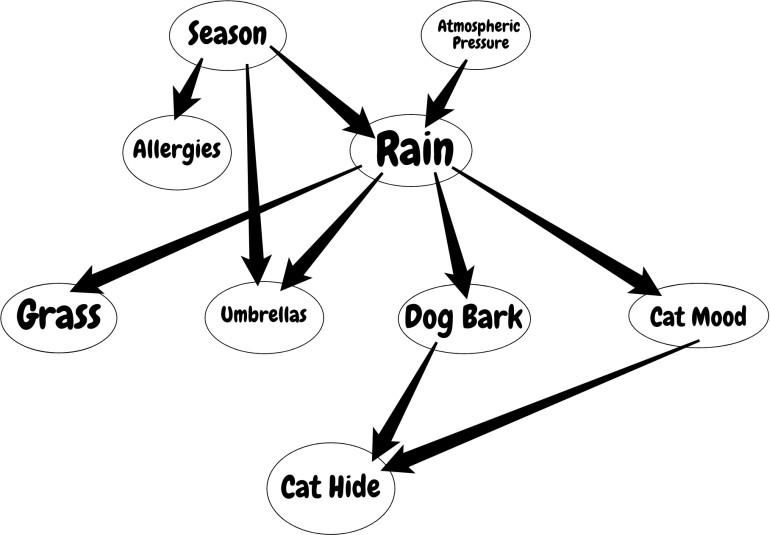 Season
Atmospheric
Pressure
Allergies
Rain
Grass
Umbrellas
Dog Bark
Cat Mood
Cat Hide